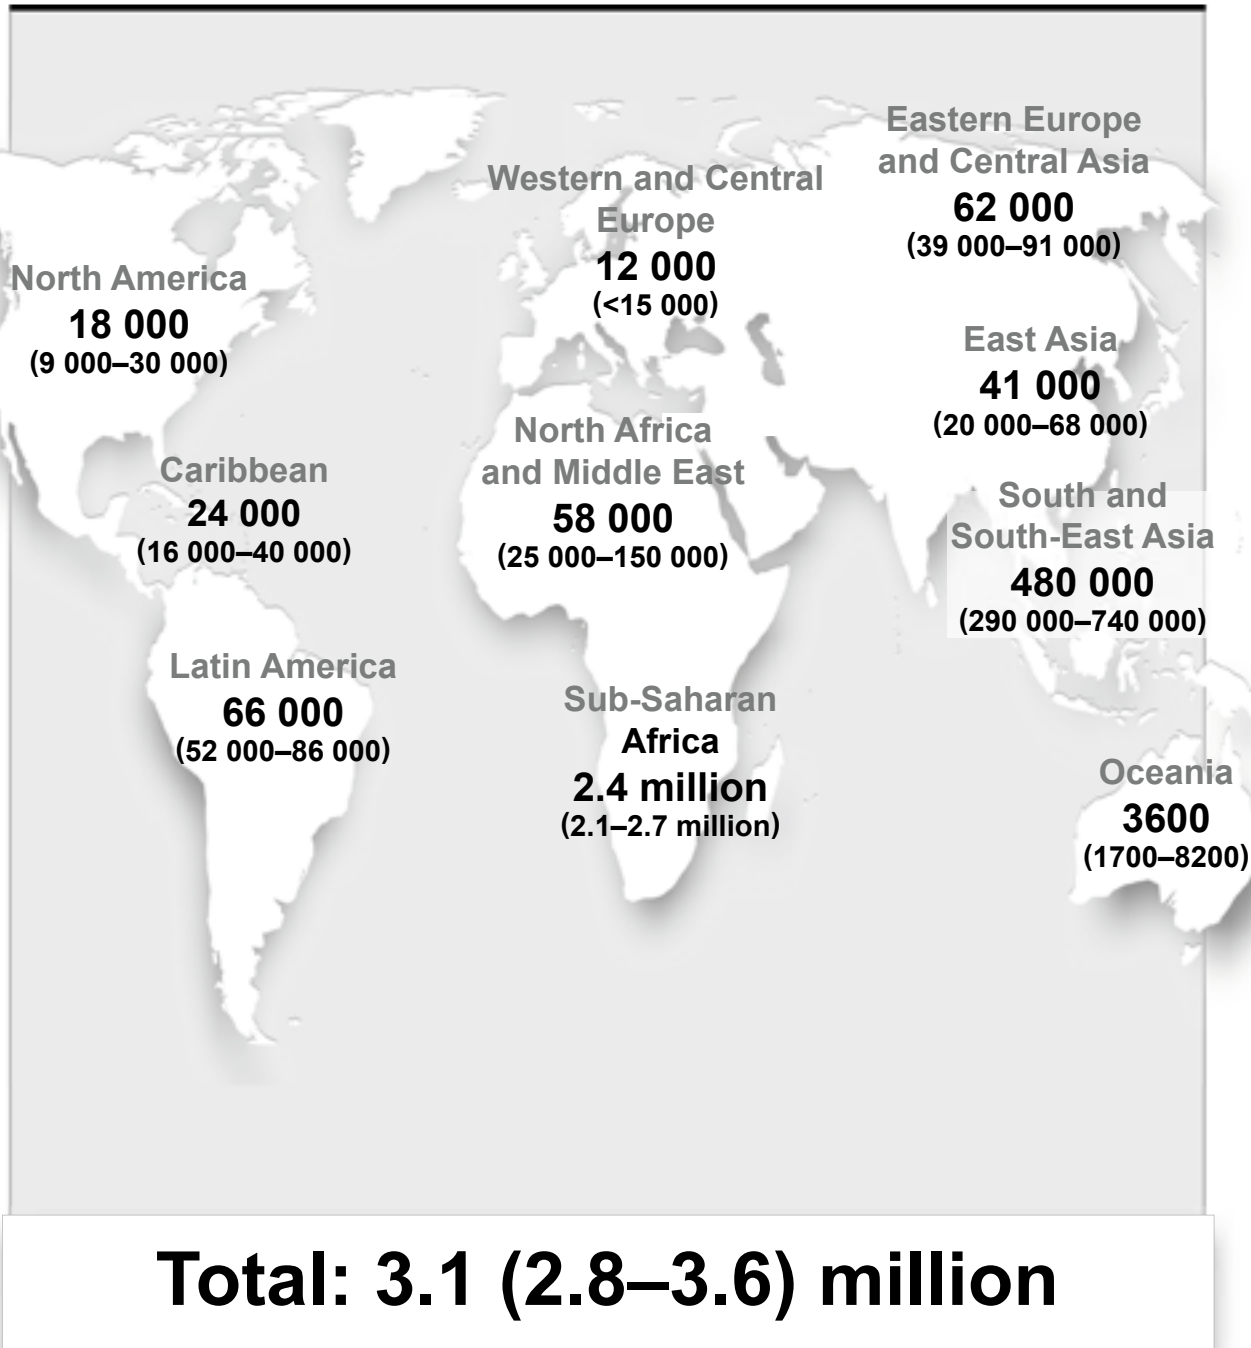 Eastern Europe
and Central Asia
62 000
(39 000–91 000)
Western and Central
Europe
12 000
(<15 000)
North America
18 000
(9 000–30 000)
East Asia
41 000
(20 000–68 000)
North Africa
and Middle East
58 000
(25 000–150 000)
Caribbean
24 000
(16 000–40 000)
South and
South-East Asia
480 000
(290 000–740 000)
Latin America
66 000
(52 000–86 000)
Sub-Saharan
Africa
2.4 million
(2.1–2.7 million)
Oceania
3600
(1700–8200)
Total: 3.1 (2.8–3.6) million